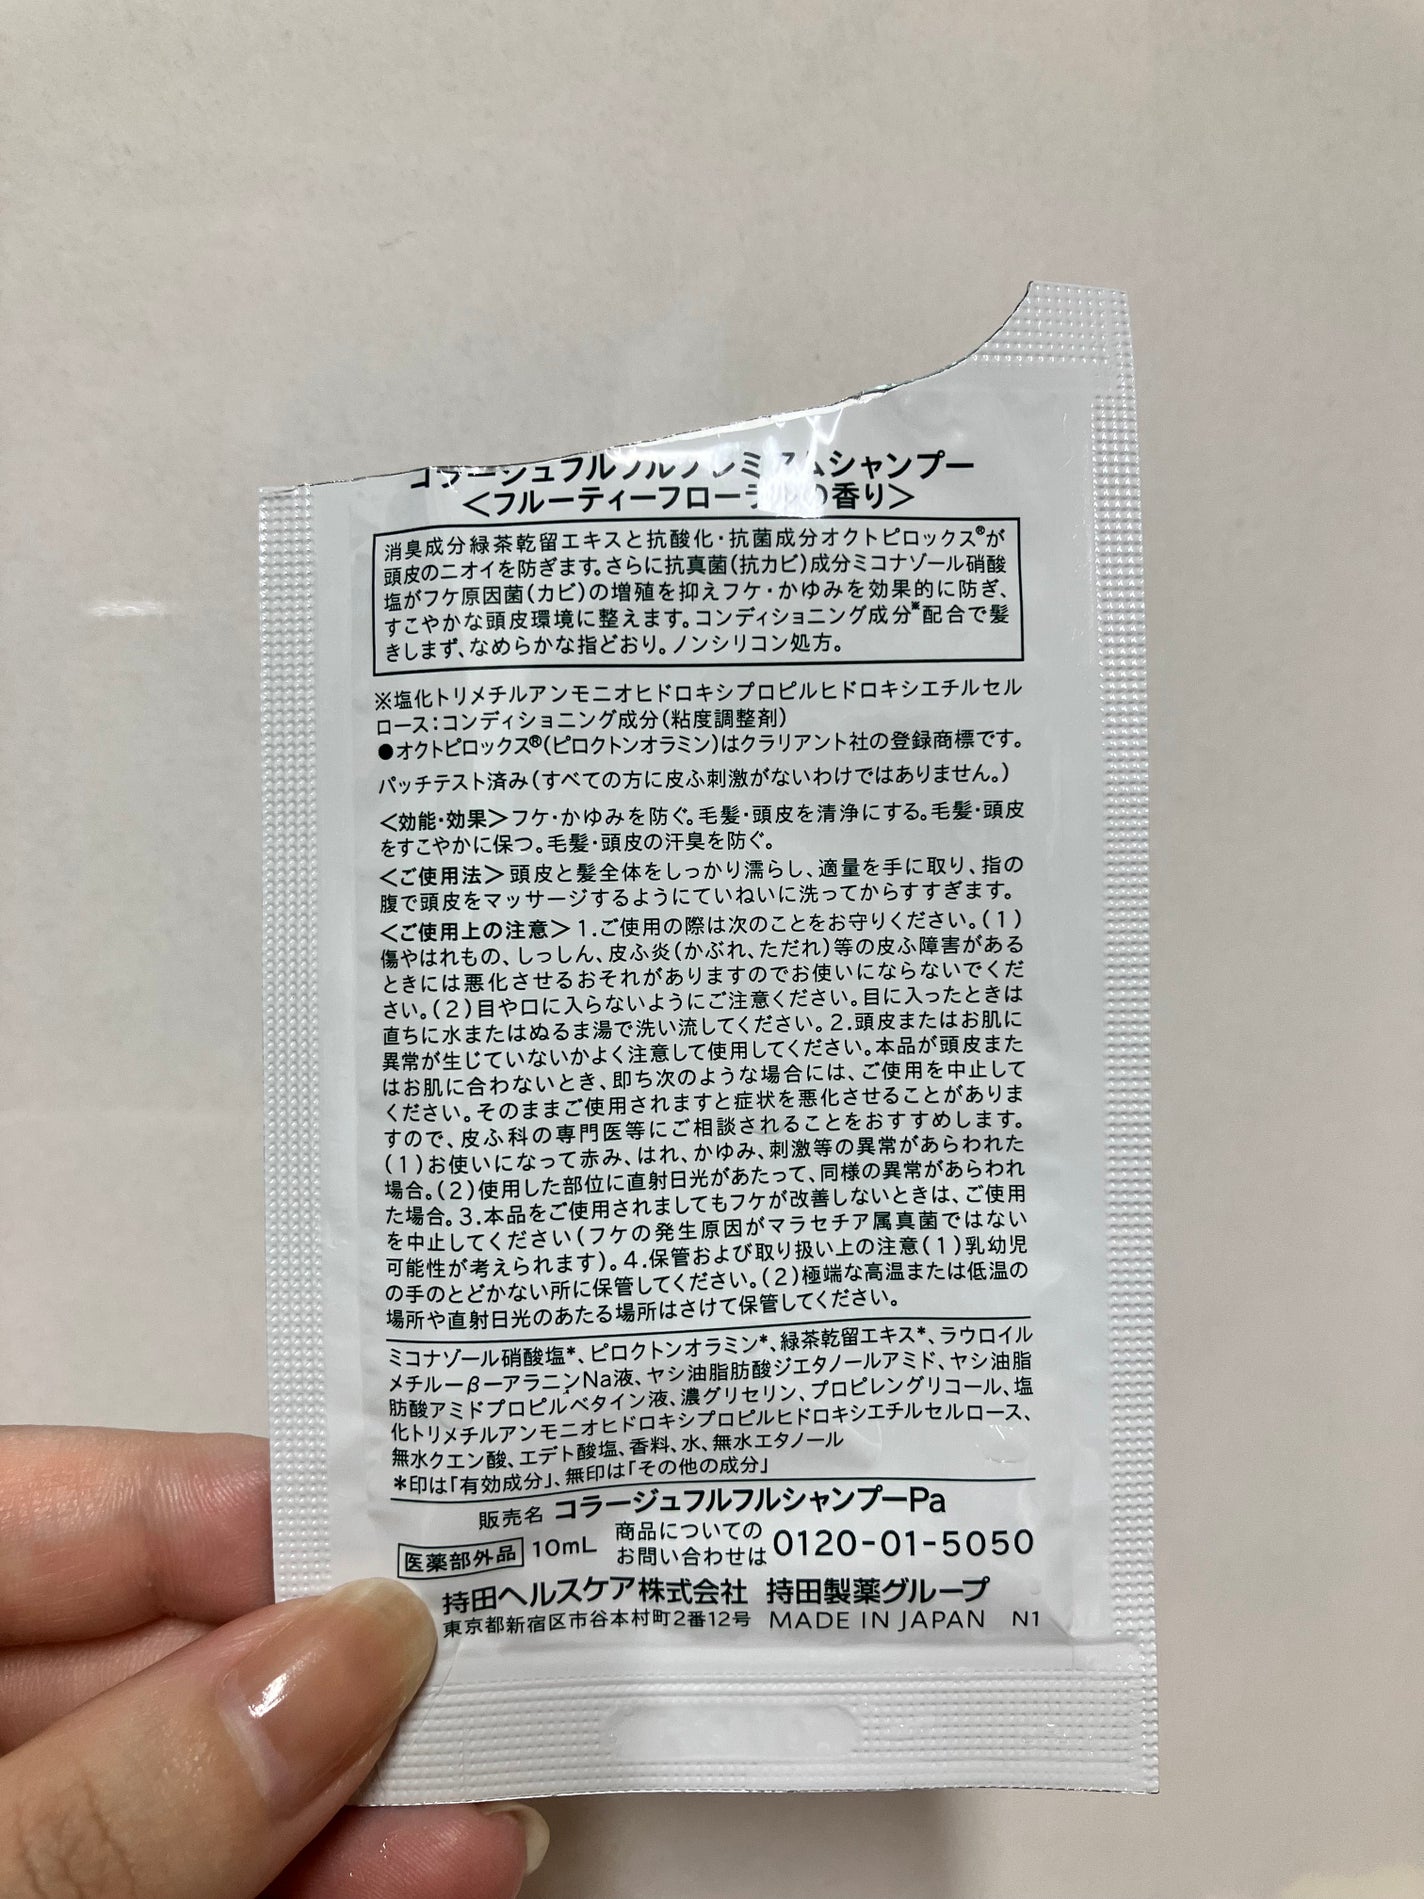 コラージュフルフルプレミアムシャンプー
＜フルーティーフローラルの香り＞
消臭成分緑茶乾留エキスと抗酸化・抗菌成分オクトピロックス®が
頭皮のニオイを防ぎます。さらに抗真菌(抗カビ)成分ミコナゾール硝酸
塩がフケ原因菌(カビ)の増殖を抑えフケ・かゆみを効果的に防ぎ、
すこやかな頭皮環境に整えます。コンディショニング成分※配合で髪
きしまず、なめらかな指どおり。ノンシリコン処方。
※塩化トリメチルアンモニオヒドロキシプロピルヒドロキシエチルセル
ロース：コンディショニング成分(粘度調整剤)
●オクトピロックス®(ピロクトンオラミン)はクラリアント社の登録商標です。
パッチテスト済み(すべての方に皮ふ刺激がないわけではありません。)
＜効能・効果＞フケ・かゆみを防ぐ。毛髪・頭皮を清浄にする。毛髪・頭皮
をすこやかに保つ。毛髪・頭皮の汗臭を防ぐ。
＜ご使用法＞頭皮と髪全体をしっかり濡らし、適量を手に取り、指の
腹で頭皮をマッサージするようにていねいに洗ってからすすぎます。
＜ご使用上の注意＞1.ご使用の際は次のことをお守りください。(1)
傷やはれもの、しっしん、皮ふ炎(かぶれ、ただれ)等の皮ふ障害がある
ときには悪化させるおそれがありますのでお使いにならないでくだ
さい。(2)目や口に入らないようにご注意ください。目に入ったときは
直ちに水またはぬるま湯で洗い流してください。2.頭皮またはお肌に
異常が生じていないかよく注意して使用してください。本品が頭皮また
はお肌に合わないとき、即ち次のような場合には、ご使用を中止して
ください。そのままご使用されますと症状を悪化させることがありま
すので、皮ふ科の専門医等にご相談されることをおすすめします。
(1)お使いになって赤み、はれ、かゆみ、刺激等の異常があらわれた
場合。(2)使用した部位に直射日光があたって、同様の異常があらわれ
た場合。3.本品をご使用されましてもフケが改善しないときは、ご使用
を中止してください(フケの発生原因がマラセチア属真菌ではない
可能性が考えられます)。4.保管および取り扱い上の注意(1)乳幼児
の手のとどかない所に保管してください。(2)極端な高温または低温の
場所や直射日光のあたる場所はさけて保管してください。
ミコナゾール硝酸塩*、ピロクトンオラミン*、緑茶乾留エキス*、ラウロイル
メチル－β－アラニンNa液、ヤシ油脂肪酸ジエタノールアミド、ヤシ油脂
肪酸アミドプロピルベタイン液、濃グリセリン、プロピレングリコール、塩
化トリメチルアンモニオヒドロキシプロピルヒドロキシエチルセルロース、
無水クエン酸、エデト酸塩、香料、水、無水エタノール
*印は「有効成分」、無印は「その他の成分」
販売名 コラージュフルフルシャンプーPa
医薬部外品 10mL 商品についての
お問い合わせは 0120-01-5050
持田ヘルスケア株式会社 持田製薬グループ
東京都新宿区市谷本村町2番12号 MADE IN JAPAN N1